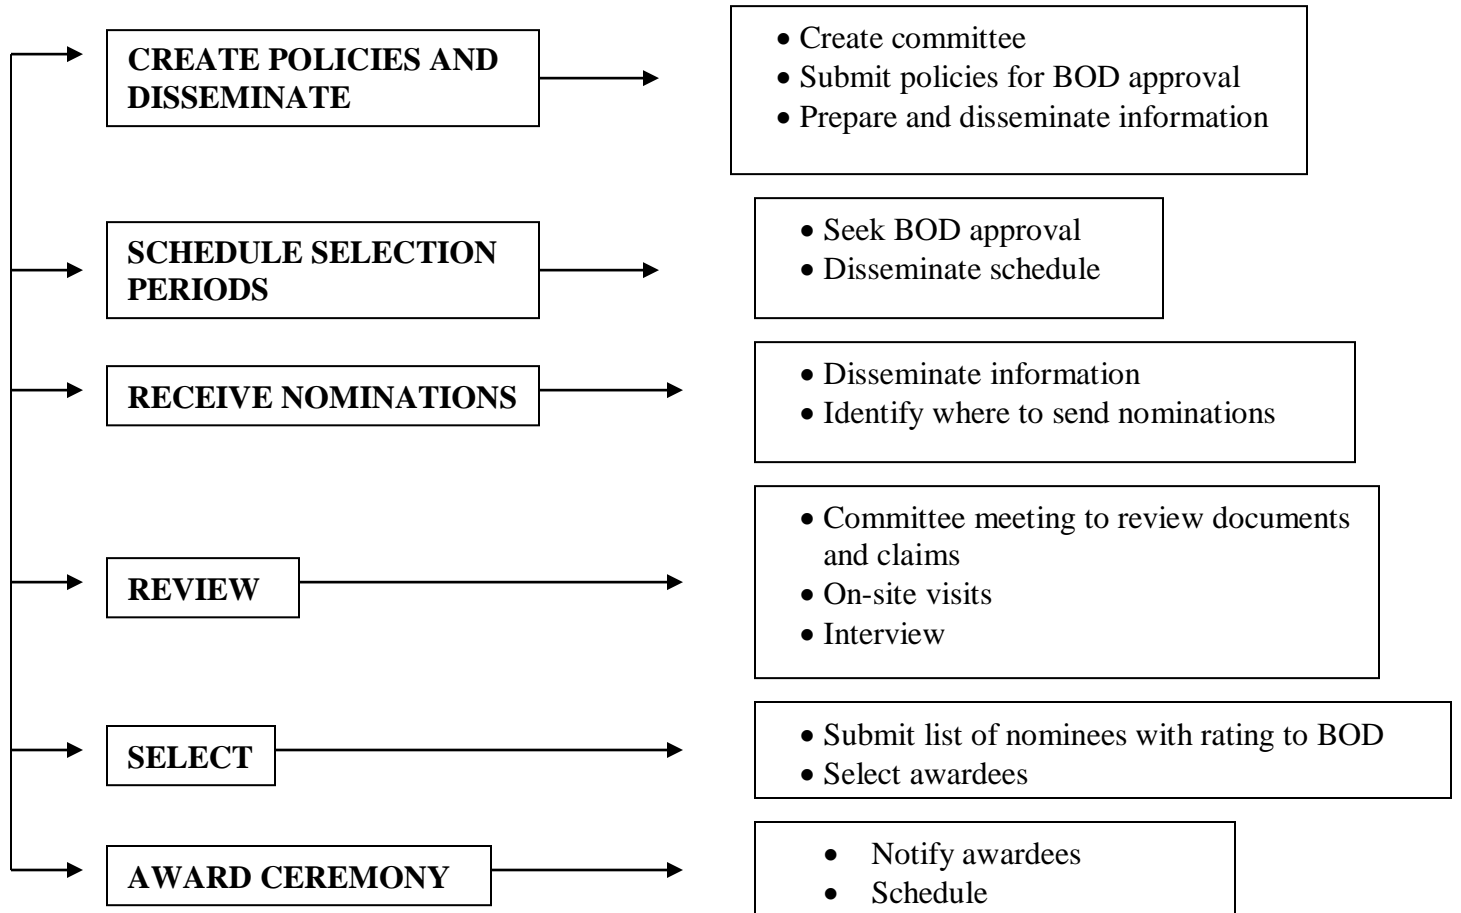 CREATE POLICIES AND
DISSEMINATE
• Create committee
• Submit policies for BOD approval
• Prepare and disseminate information
SCHEDULE SELECTION
PERIODS
• Seek BOD approval
• Disseminate schedule
RECEIVE NOMINATIONS
• Disseminate information
• Identify where to send nominations
REVIEW
• Committee meeting to review documents
and claims
• On-site visits
• Interview
SELECT
• Submit list of nominees with rating to BOD
• Select awardees
AWARD CEREMONY
• Notify awardees
• Schedule